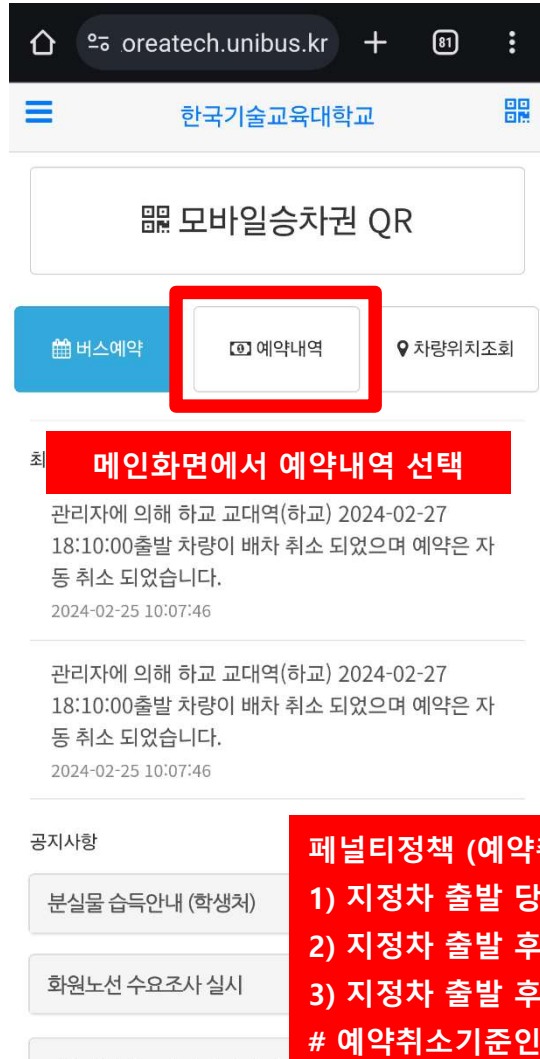 oreatech.unibus.kr
81
한국기술교육대학교
모바일승차권 QR
버스예약 예약내역 차량위치조회
최
메인화면에서 예약내역 선택
관리자에 의해 하교 교대역(하교) 2024-02-27
18:10:00출발 차량이 배차 취소 되었으며 예약은 자
동 취소 되었습니다.
2024-02-25 10:07:46
관리자에 의해 하교 교대역(하교) 2024-02-27
18:10:00출발 차량이 배차 취소 되었으며 예약은 자
동 취소 되었습니다.
2024-02-25 10:07:46
공지사항
분실물 습득안내 (학생처)
화원노선 수요조사 실시
페널티정책 (예약
1) 지정차 출발 당
2) 지정차 출발 후
3) 지정차 출발 후
# 예약취소기준인